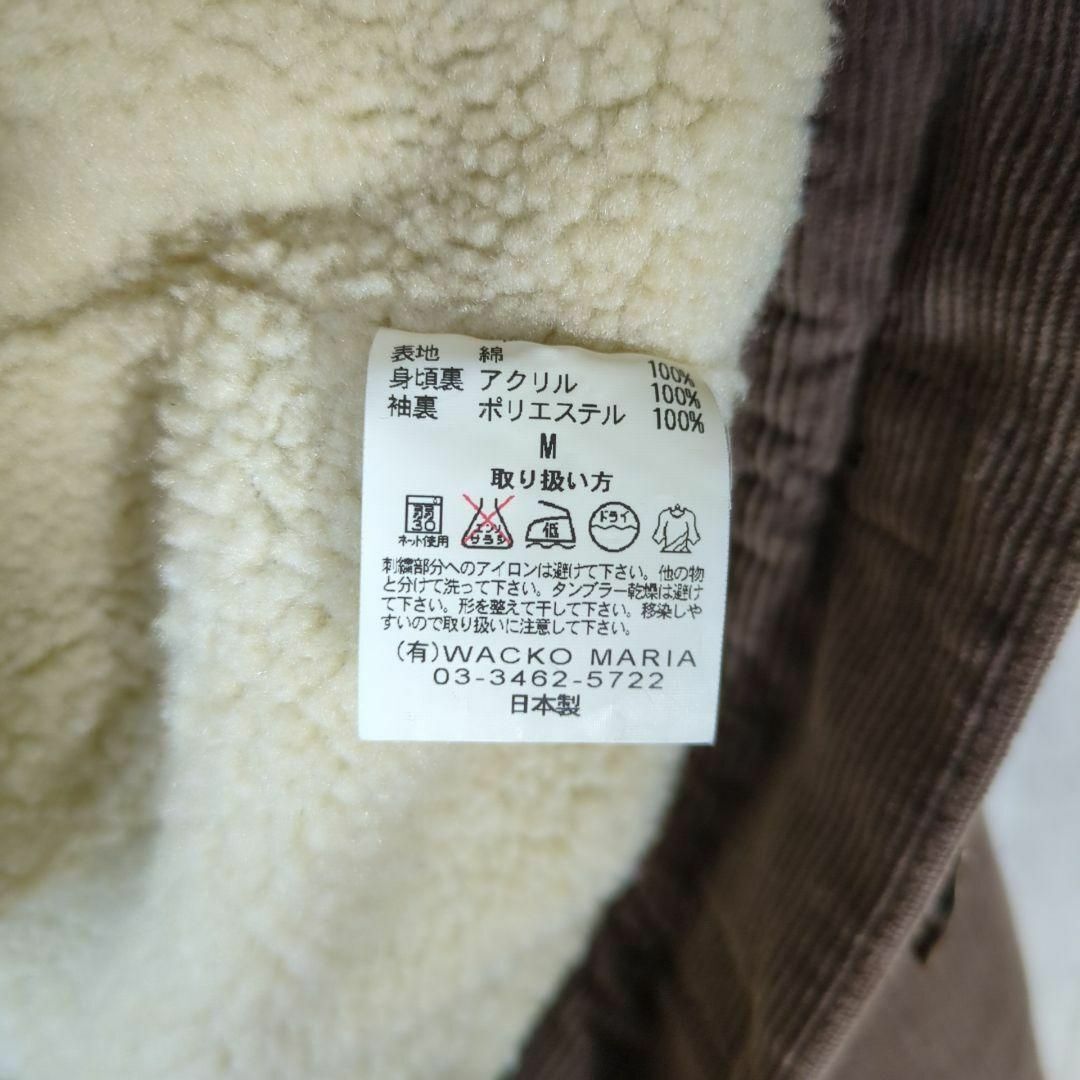 表地 綿 100%
身頃裏 アクリル 100%
袖裏 ポリエステル 100%
M
取り扱い方
弱 30 ネット使用 エンソ サラシ 低 ドライ
刺繍部分へのアイロンは避けて下さい。他の物
と分けて洗って下さい。タンブラー乾燥は避け
て下さい。形を整えて干して下さい。移染しや
すいので取り扱いに注意して下さい。
(有)WACKO MARIA
03-3462-5722
日本製